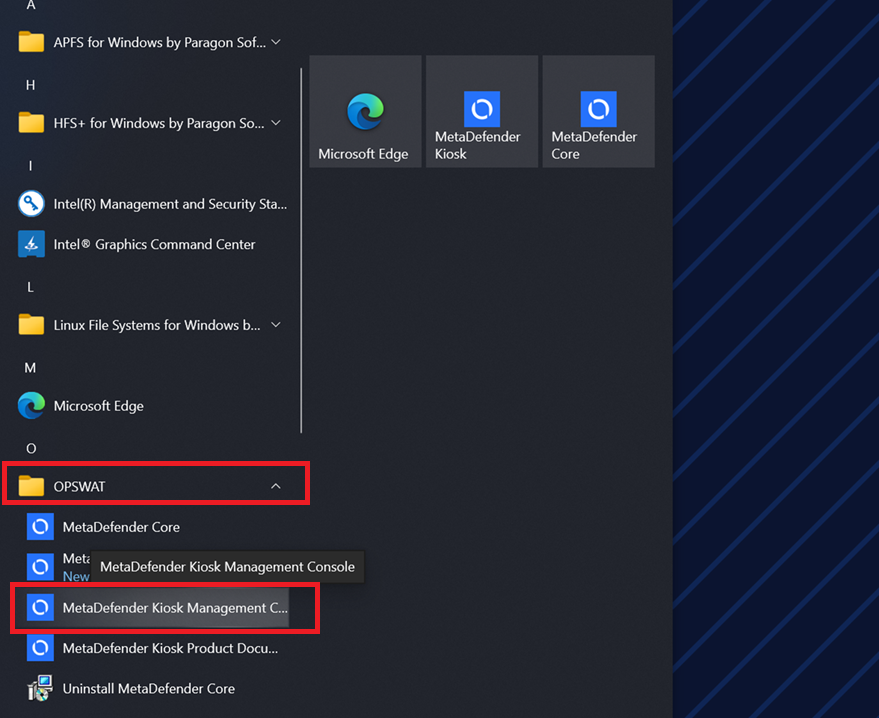 A
APFS for Windows by Paragon Sof...
H
HFS+ for Windows by Paragon So...
I
Intel(R) Management and Security Sta...
Intel® Graphics Command Center
L
Linux File Systems for Windows b...
M
Microsoft Edge
O
OPSWAT
MetaDefender Core
Meta
New
MetaDefender Kiosk Management Console
MetaDefender Kiosk Management C...
MetaDefender Kiosk Product Docu...
Uninstall MetaDefender Core
Microsoft Edge
MetaDefender
Kiosk
MetaDefender
Core